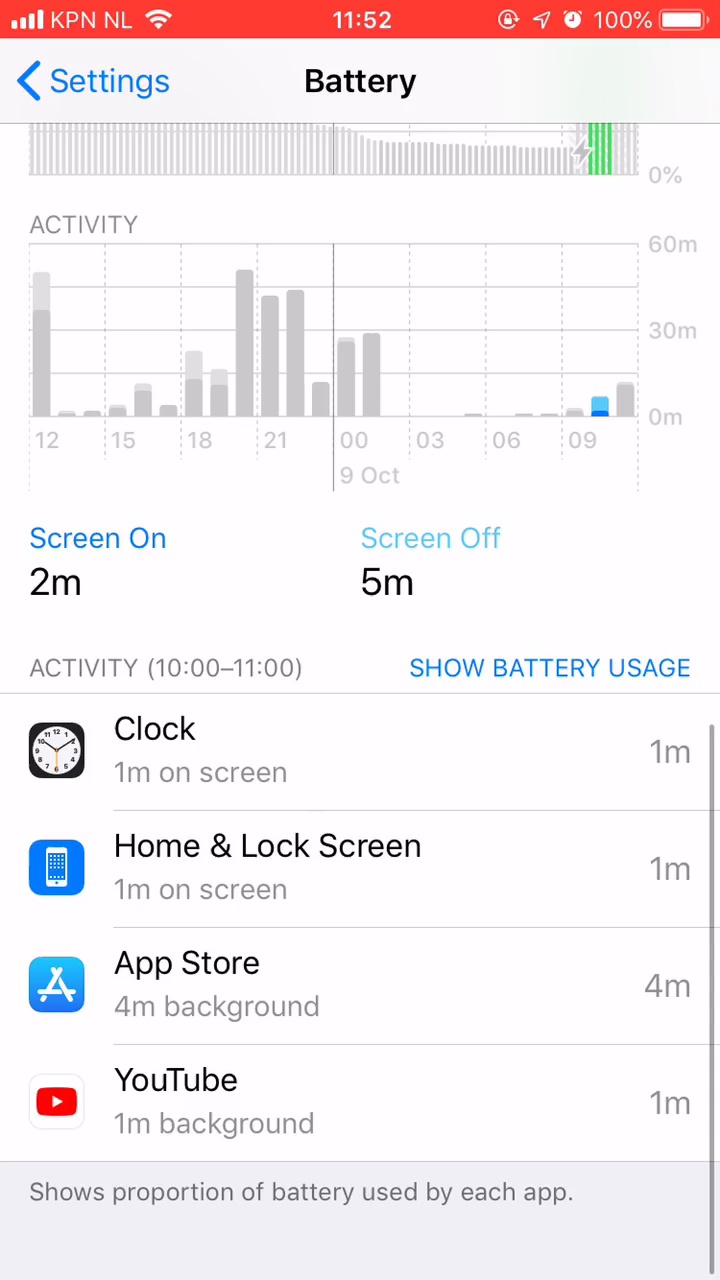 KPN NL 11:52 100%
Settings Battery
0%
ACTIVITY
60m
30m
0m
12 15 18 21 00 03 06 09
9 Oct
Screen On Screen Off
2m 5m
ACTIVITY (10:00–11:00) SHOW BATTERY USAGE
Clock
1m on screen 1m
Home & Lock Screen
1m on screen 1m
App Store
4m background 4m
YouTube
1m background 1m
Shows proportion of battery used by each app.